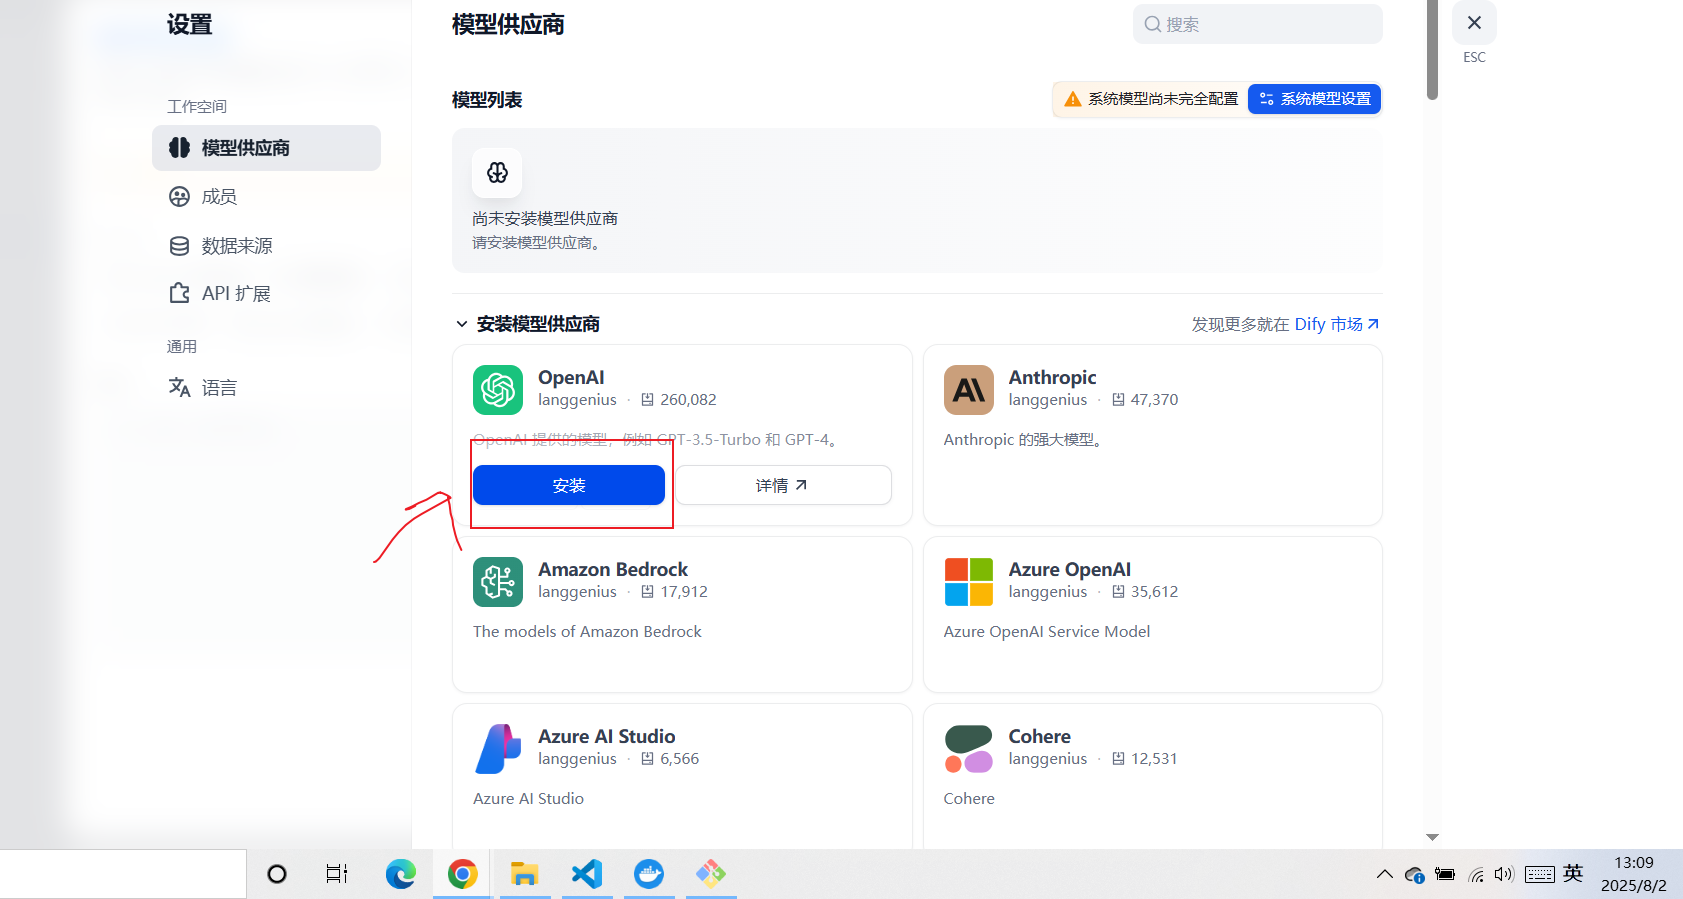 设置
工作空间
模型供应商
成员
数据来源
API 扩展
通用
语言
模型供应商
搜索
ESC
模型列表
系统模型尚未完全配置
系统模型设置
尚未安装模型供应商
请安装模型供应商。
安装模型供应商
发现更多就在 Dify 市场
OpenAI
langgenius · 260,082
OpenAI 提供的模型，例如 GPT-3.5-Turbo 和 GPT-4。
安装
详情
Anthropic
langgenius · 47,370
Anthropic 的强大模型。
Amazon Bedrock
langgenius · 17,912
The models of Amazon Bedrock
Azure OpenAI
langgenius · 35,612
Azure OpenAI Service Model
Azure AI Studio
langgenius · 6,566
Azure AI Studio
Cohere
langgenius · 12,531
Cohere
英
13:09
2025/8/2